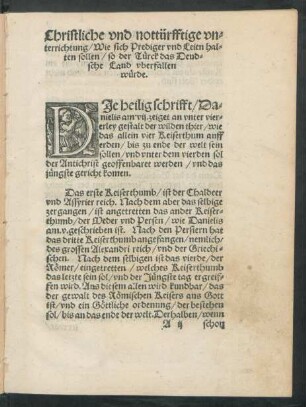 Christliche vnd nottürfftige vn-
terrichtung/ Wie sich Prediger vnd Leien hal-
ten sollen/ so der Türck das Deud-
sche Land vberfallen
würde.
DJe heilig schrifft/ Da-
nielis am vij. zeiget an vnter vier-
erley gestalt der wilden thier/ wie
das allein vier Keiserthum auff
erden/ bis zu ende der welt sein
sollen/ vnd vnter dem vierden sol
der Antichrist geoffenbaret werden/ vnd das
jüngste gericht komen.
Das erste Keiserthumb/ ist der Chaldeer
vnd Assyrier reich. Nach dem aber das selbige
zergangen/ ist angetretten das ander Keiser-
thumb/ der Meder vnd Persen/ wie Danielis
am.v.geschrieben ist. Nach den Persern hat
das dritte Keiserthumb angefangen/ nemlich/
des grossen Alexandri reich/ vnd der Griechi-
schen. Nach dem selbigen ist das vierde/ der
Römer/ eingetretten/ welches Keiserthumb
das letzte sein sol/ vnd der Jüngste tag ergreif-
fen wird. Aus diesem allen wird kundbar/ das
der gewalt des Römischen Keisers aus Gott
ist/ vnd ein Göttliche ordenung/ der bestehen
sol/ bis an das ende der welt. Derhalben/ wenn
A ij schon